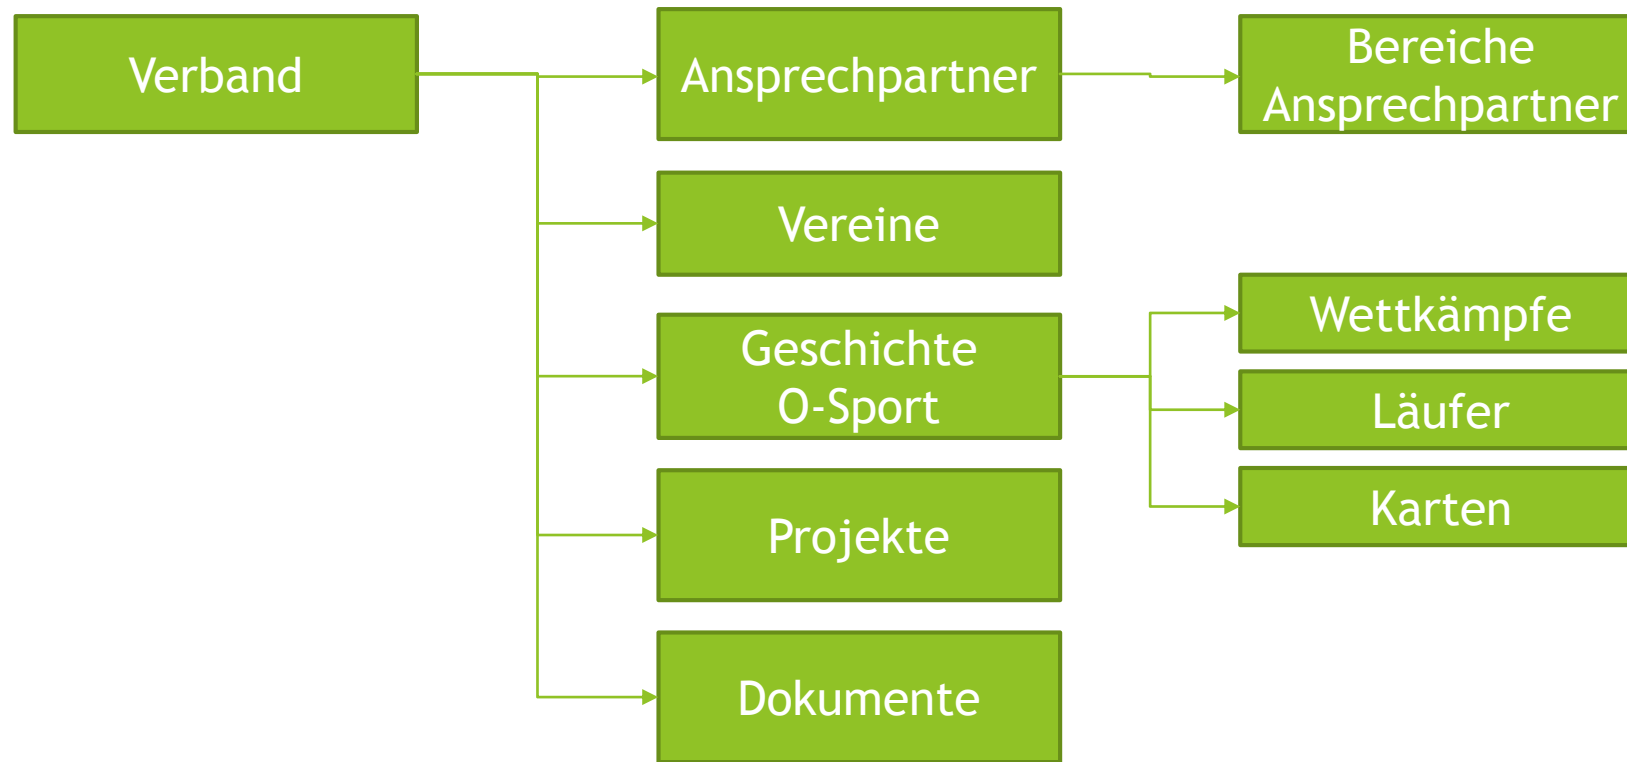 Verband
Ansprechpartner
Bereiche
Ansprechpartner
Vereine
Geschichte
O-Sport
Wettkämpfe
Läufer
Karten
Projekte
Dokumente